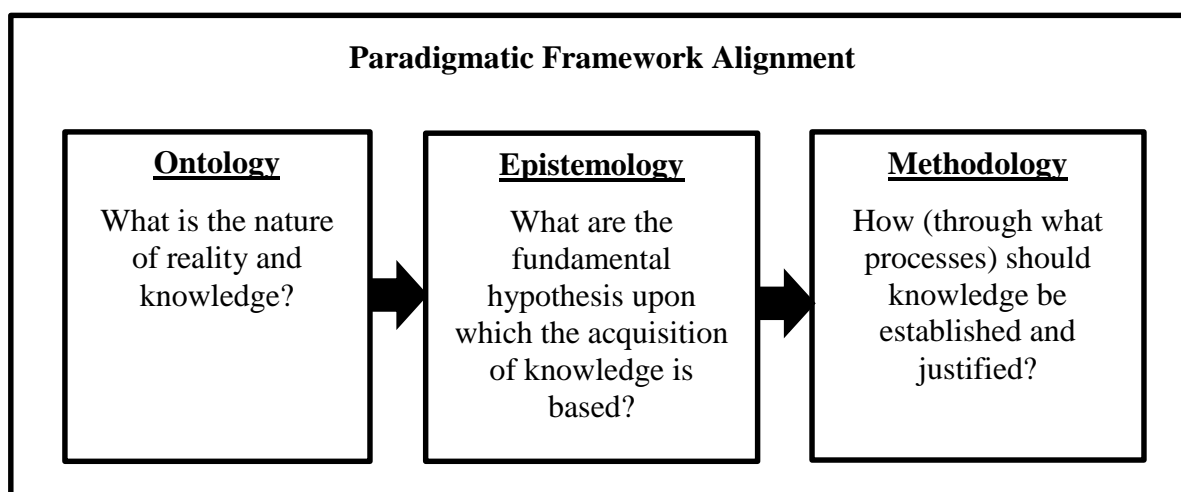 Paradigmatic Framework Alignment
Ontology
What is the nature
of reality and
knowledge?
Epistemology
What are the
fundamental
hypothesis upon
which the acquisition
of knowledge is
based?
Methodology
How (through what
processes) should
knowledge be
established and
justified?